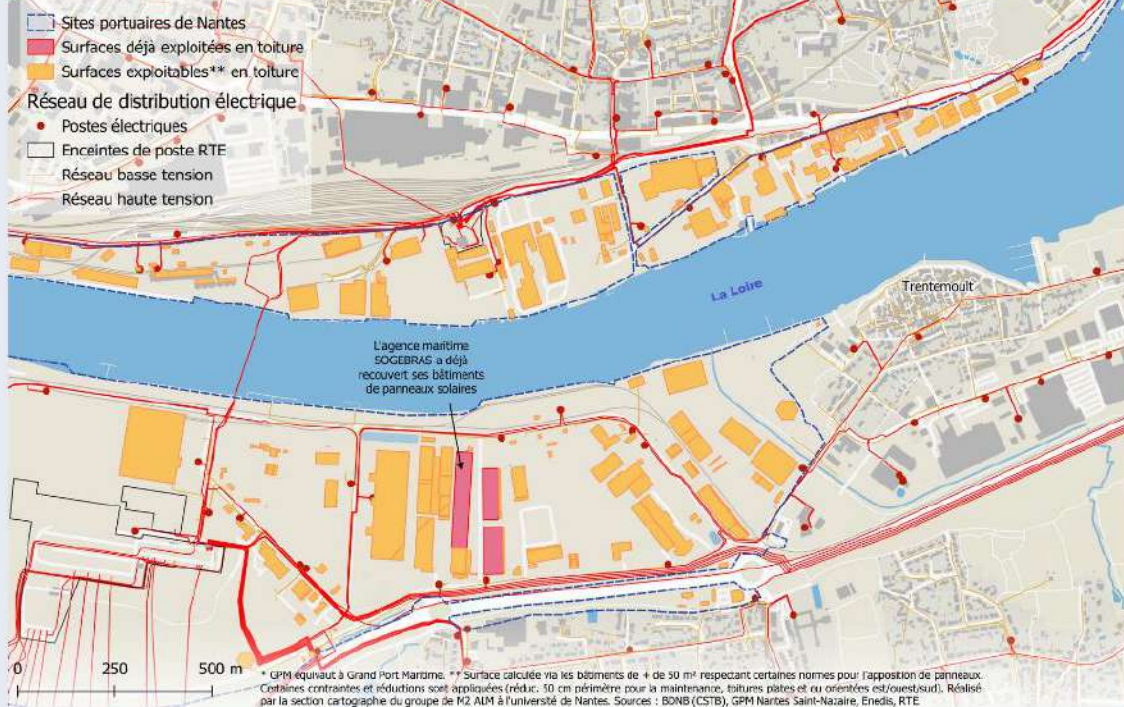 Sites portuaires de Nantes
Surfaces déjà exploitées en toiture
Surfaces exploitables** en toiture
Réseau de distribution électrique
Postes électriques
Enceintes de poste RTE
Réseau basse tension
Réseau haute tension
La Loire
Trentemoult
L'agence maritime
SOGEBRAS a déjà
recouvert ses bâtiments
de panneaux solaires
0 250 500 m
* GPM équivaut à Grand Port Maritime. ** Surface calculée via les bâtiments de + de 50 m² respectant certaines normes pour l'apposition de panneaux.
Certaines contraintes et réductions sont appliquées (réduc. 50 cm périmètre pour la maintenance, toitures plates et ou orientées est/ouest/sud). Réalisé
par la section cartographie du groupe de M2 ALM à l'université de Nantes. Sources : BDNB (CSTB), GPM Nantes Saint-Nazaire, Enedis, RTE